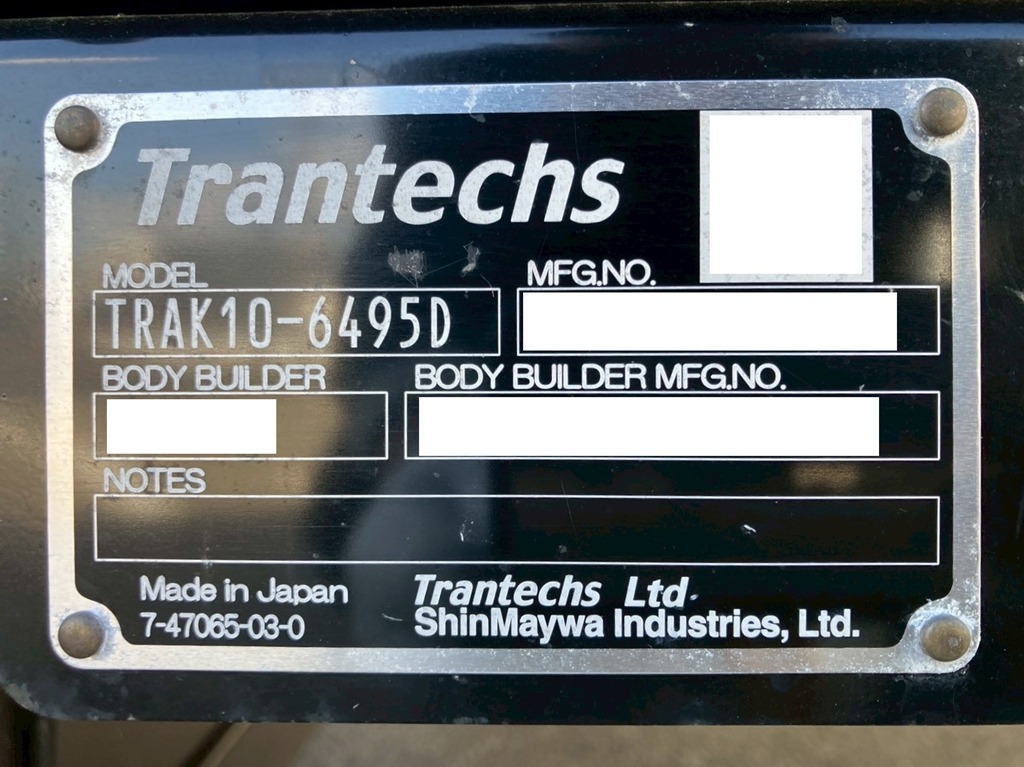 Trantechs
MODEL
MFG.NO.
TRAK10-6495D
BODY BUILDER
BODY BUILDER MFG.NO.
NOTES
Made in Japan
Trantechs Ltd.
7-47065-03-0
ShinMaywa Industries, Ltd.